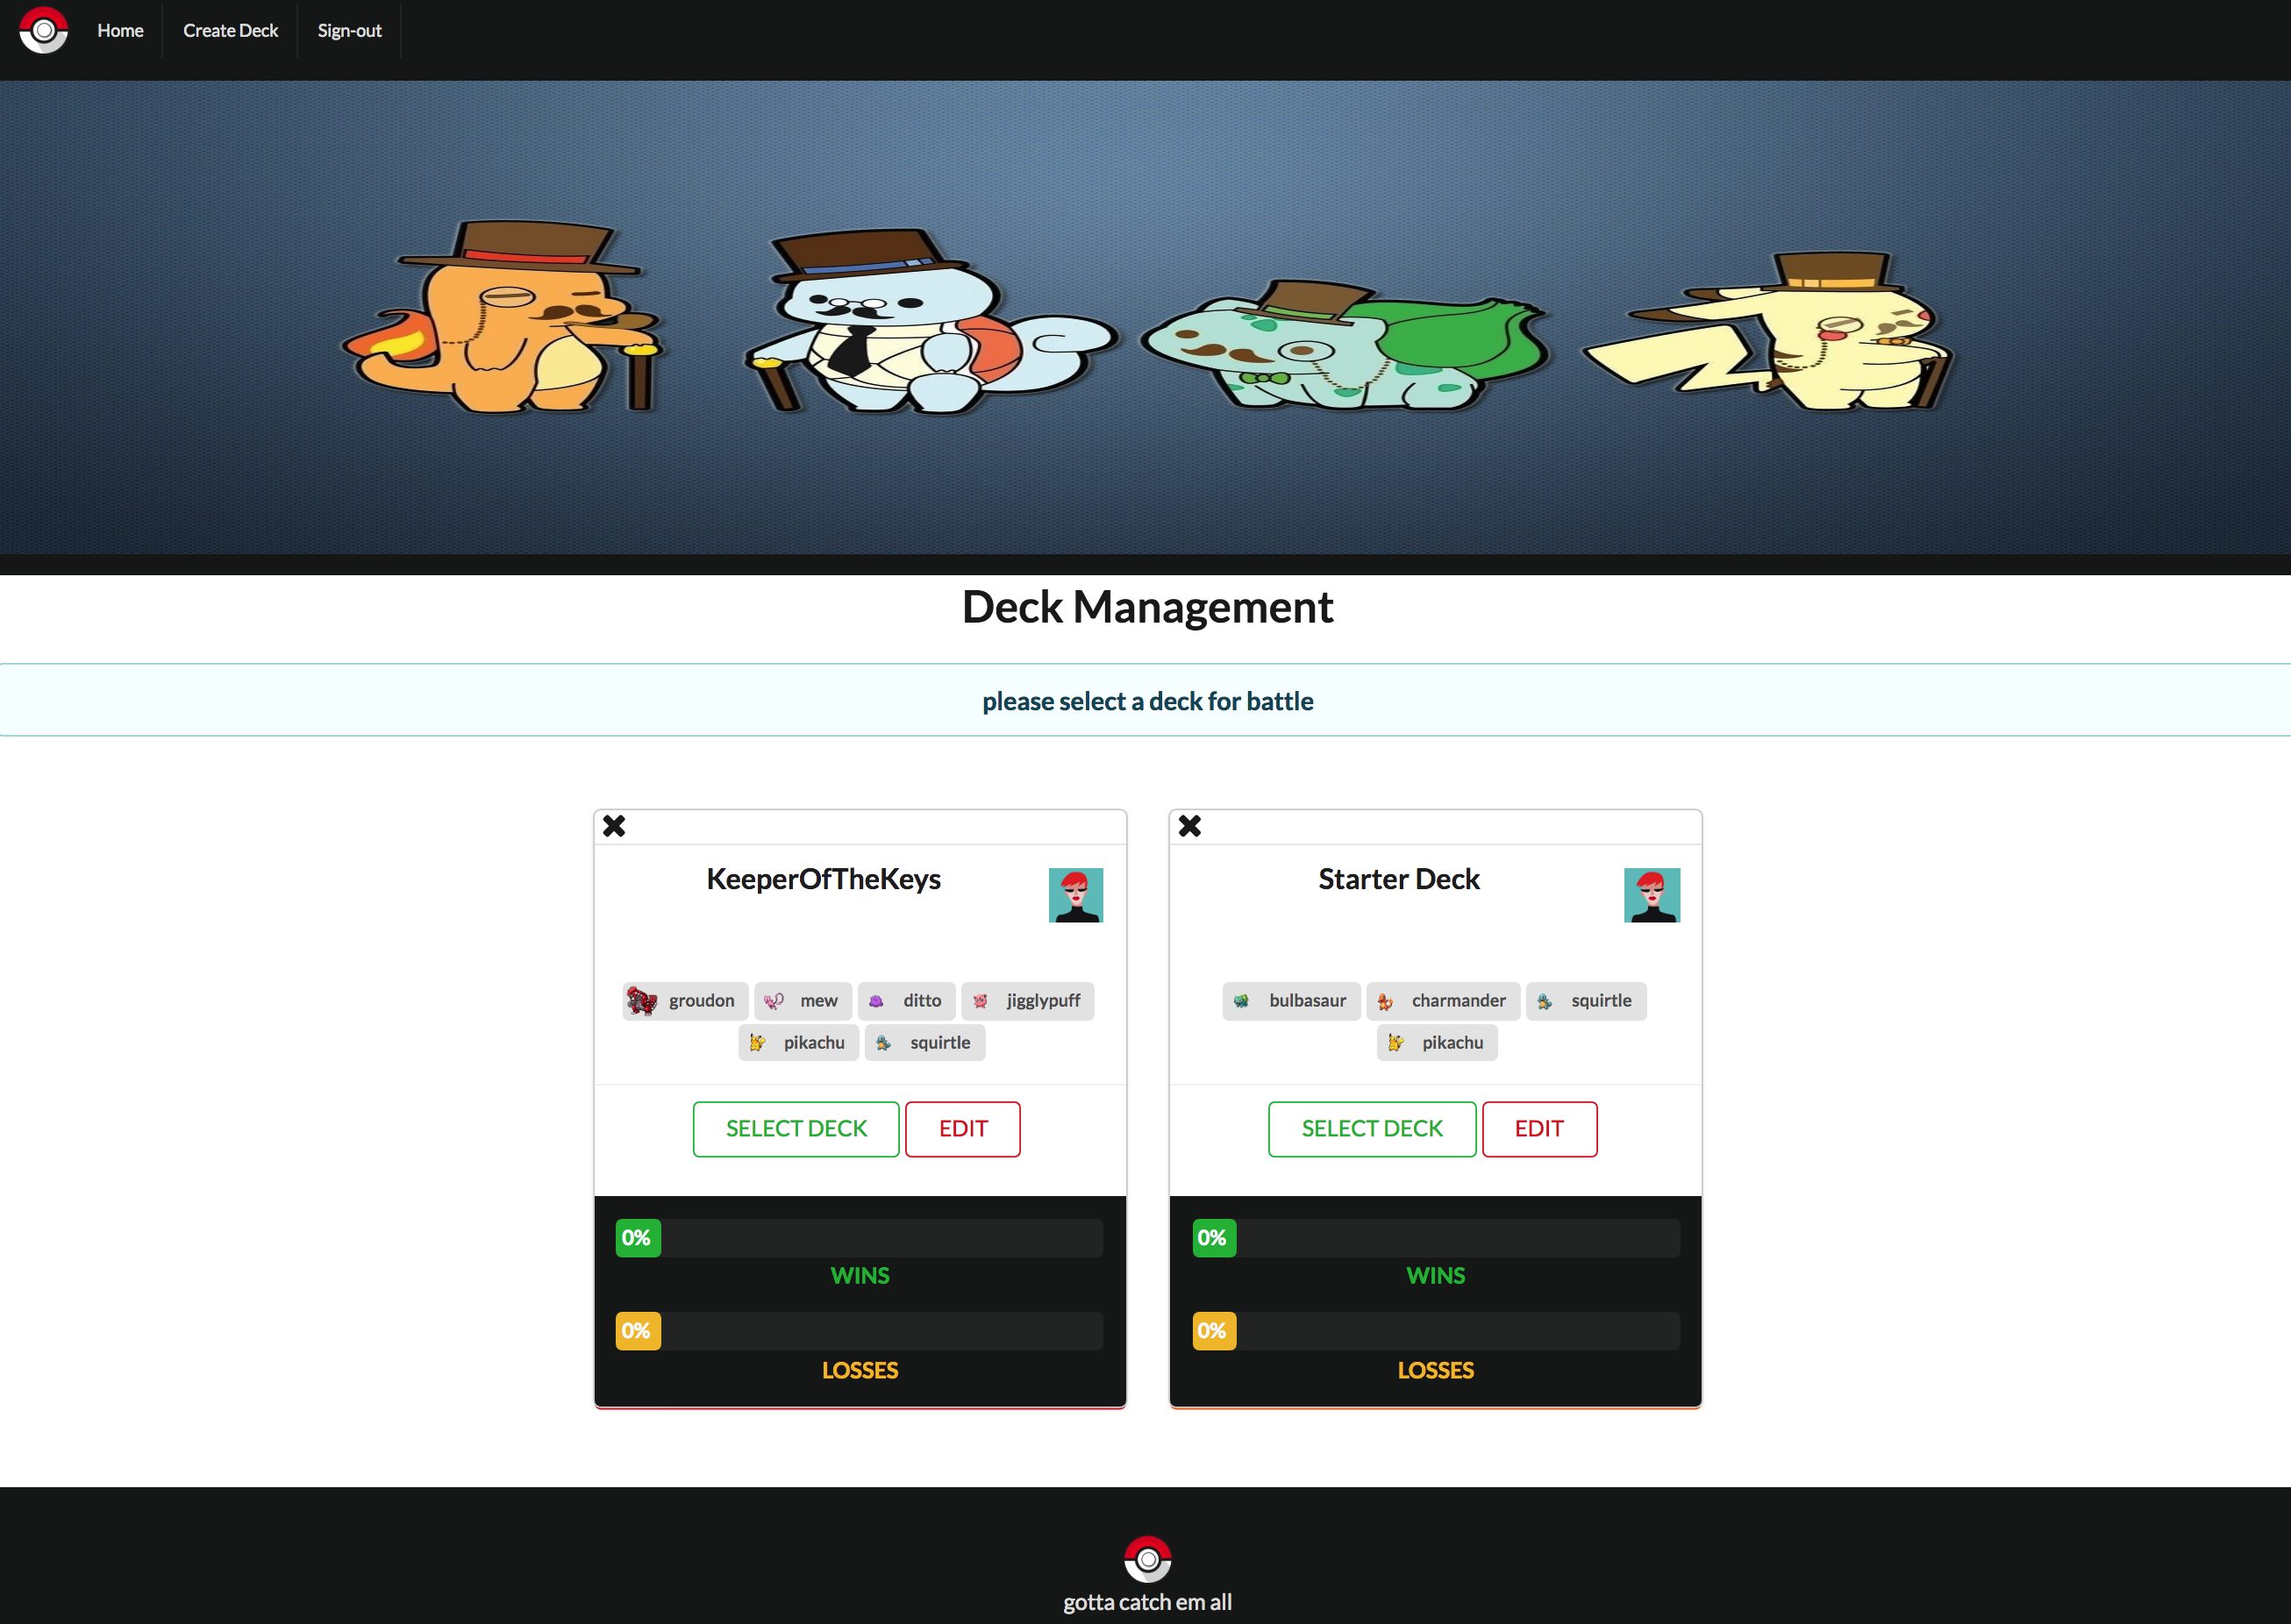 Home Create Deck Sign-out
Deck Management
please select a deck for battle
KeeperOfTheKeys
groudon mew ditto jigglypuff
pikachu squirtle
SELECT DECK EDIT
0%
WINS
0%
LOSSES
Starter Deck
bulbasaur charmander squirtle
pikachu
SELECT DECK EDIT
0%
WINS
0%
LOSSES
gotta catch em all